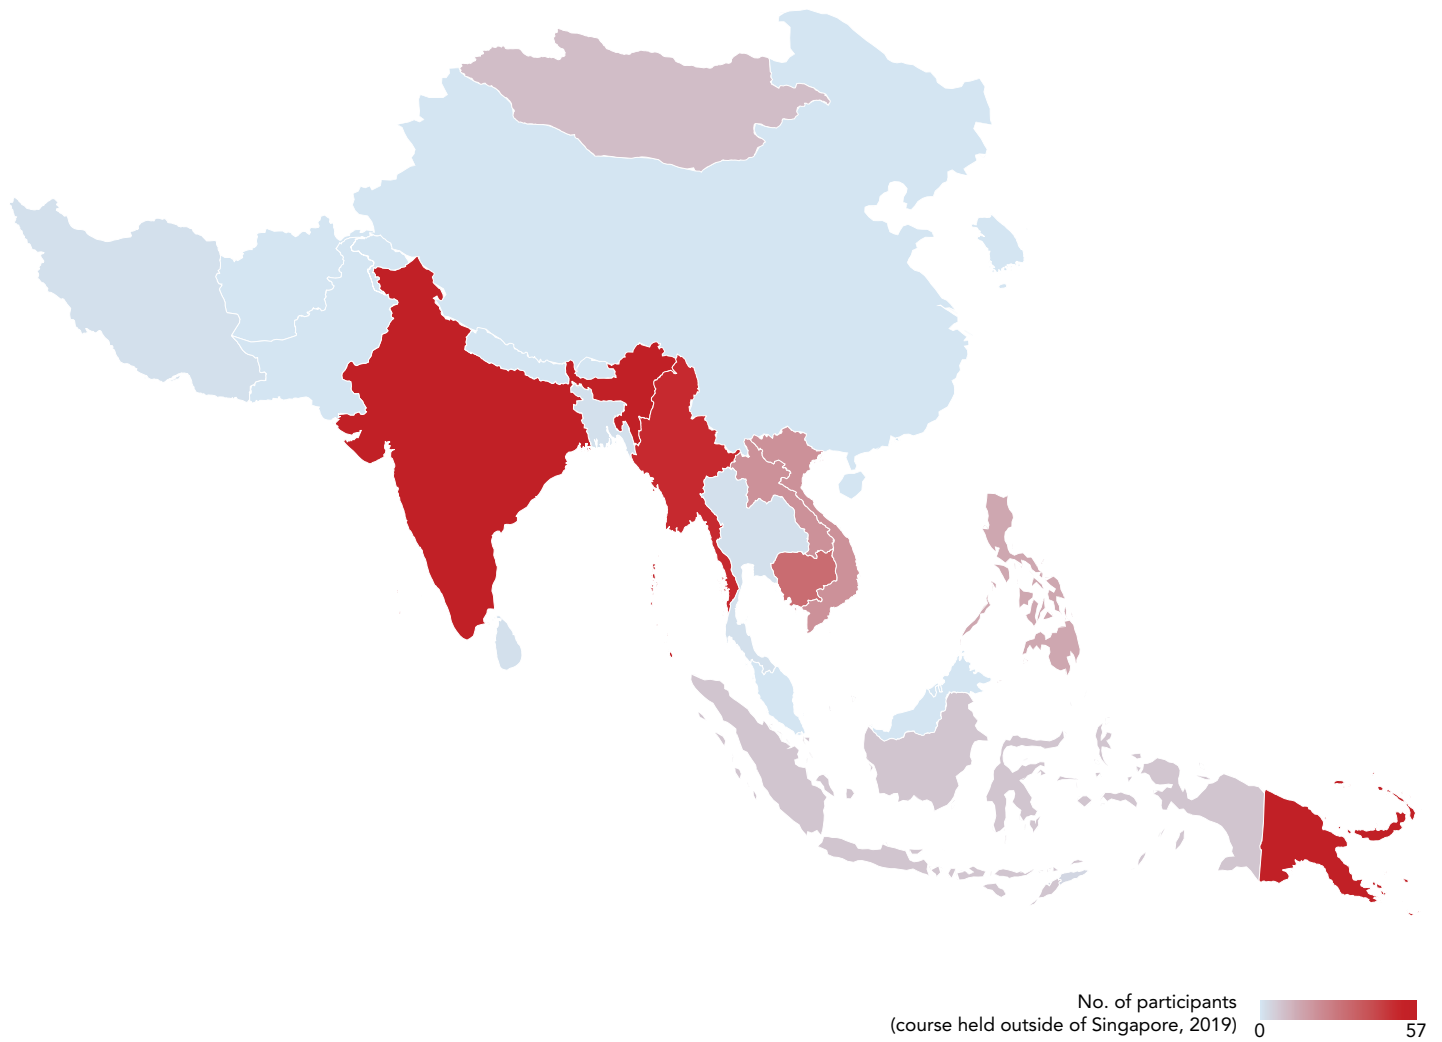 No. of participants
(course held outside of Singapore, 2019)
0
57